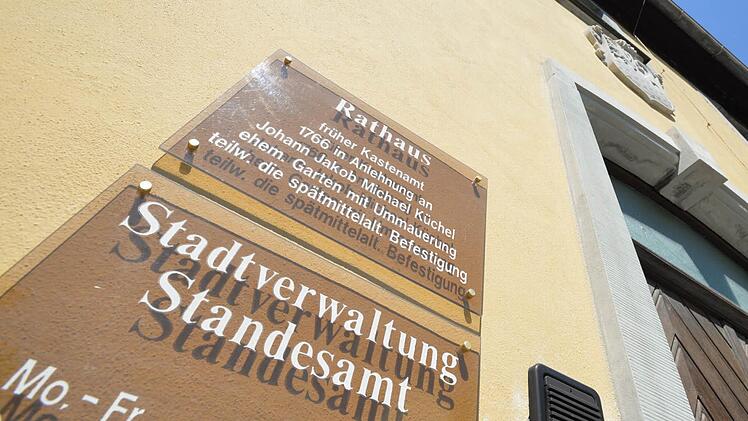 Rathaus
früher Kastenamt
1766 in Anlehnung an
Johann Jakob Michael Küchel
ehem. Garten mit Ummauerung
teilw. die spätmittelalt. Befestigung
Stadtverwaltung
Standesamt
Mo. - Fr